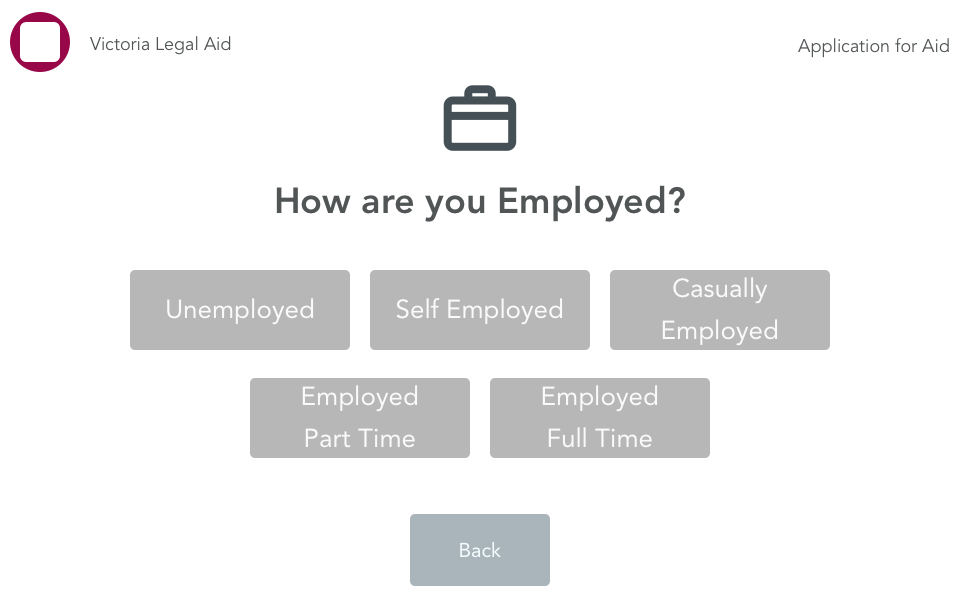 Victoria Legal Aid
Application for Aid
How are you Employed?
Unemployed
Self Employed
Casually
Employed
Employed
Part Time
Employed
Full Time
Back